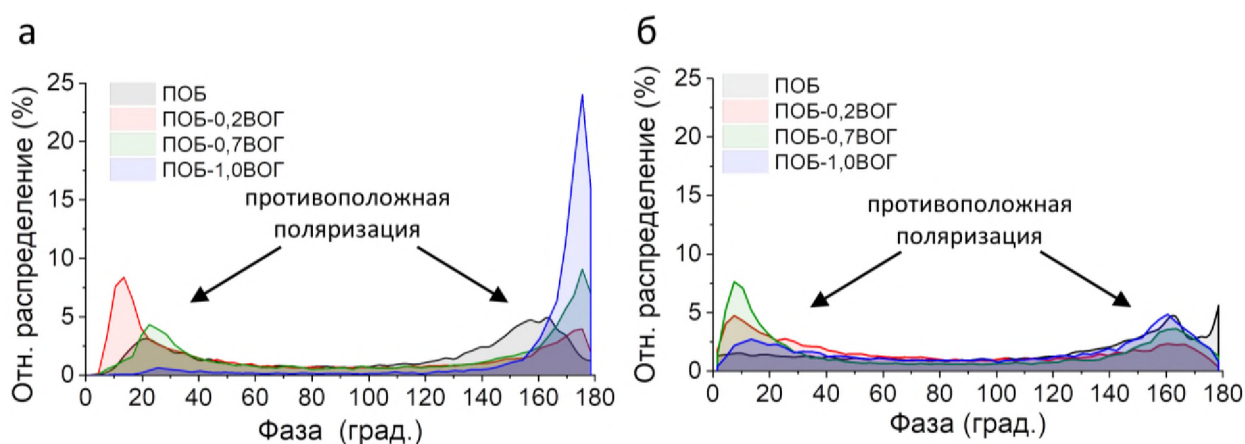 а
Отн. распределение (%)
25
20
15
10
5
0
ПОБ
ПОБ-0,2ВОГ
ПОБ-0,7ВОГ
ПОБ-1,0ВОГ
противоположная
поляризация
0 20 40 60 80 100 120 140 160 180
Фаза (град.)
б
Отн. распределение (%)
25
20
15
10
5
0
ПОБ
ПОБ-0,2ВОГ
ПОБ-0,7ВОГ
ПОБ-1,0ВОГ
противоположная
поляризация
0 20 40 60 80 100 120 140 160 180
Фаза (град.)